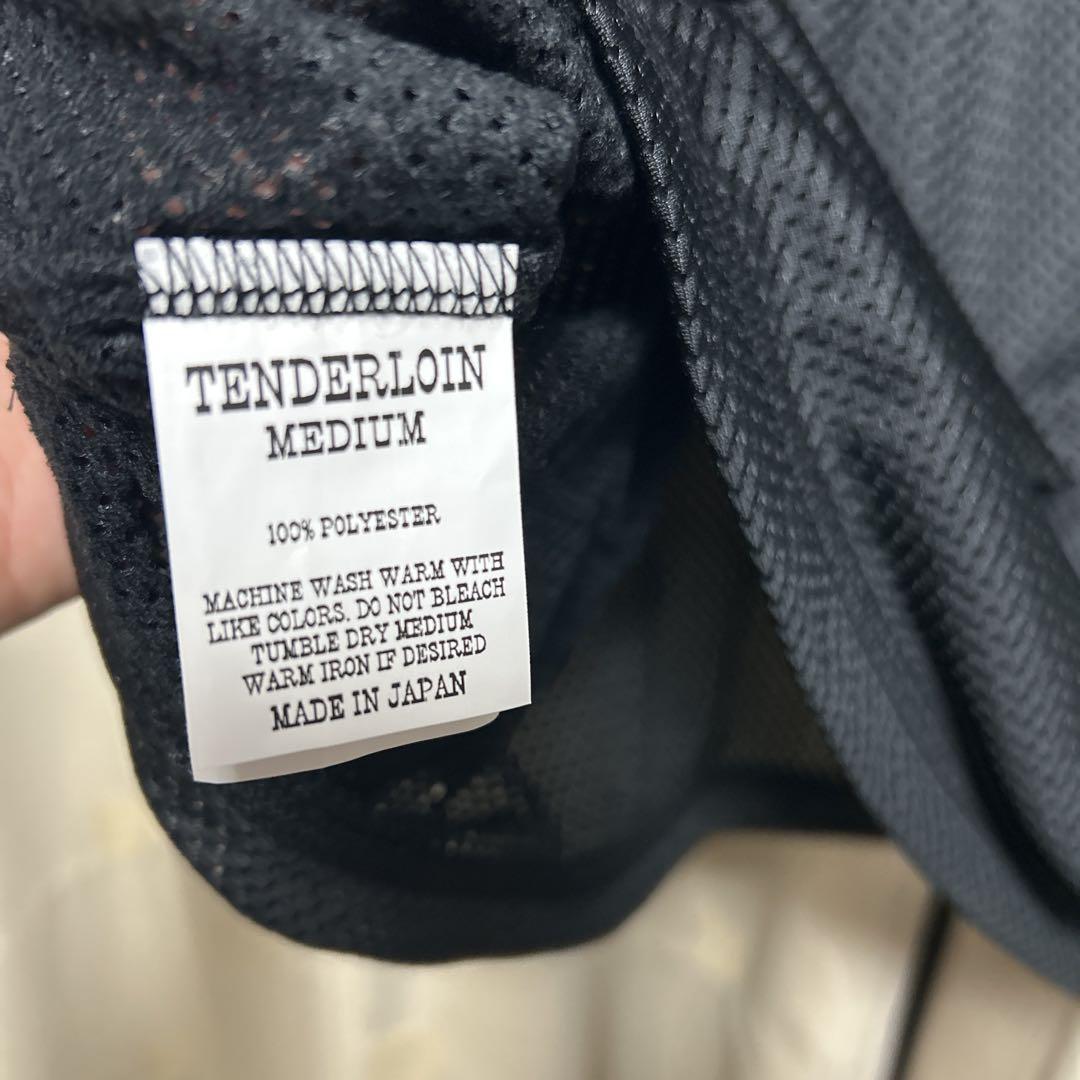 TENDERLOIN
MEDIUM
100% POLYESTER
MACHINE WASH WARM WITH
LIKE COLORS. DO NOT BLEACH
TUMBLE DRY MEDIUM
WARM IRON IF DESIRED
MADE IN JAPAN